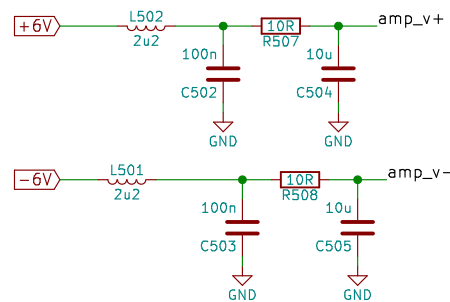 L502
amp_v+
+6V
10R
2u2
R507
100n
10u
C502
C504
GND
GND
L501
amp_v-
-6V
10R
2u2
R508
100n
10u
C503
C505
GND
GND